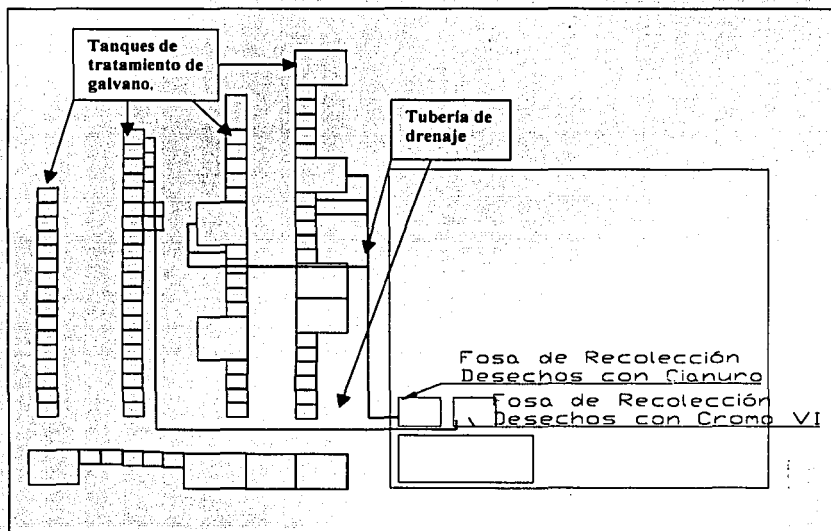 Tanques de
tratamiento de
galvano.
Tubería de
drenaje
Fosa de Recolección
Desechos con Cianuro
Fosa de Recolección
Desechos con Cromo VI